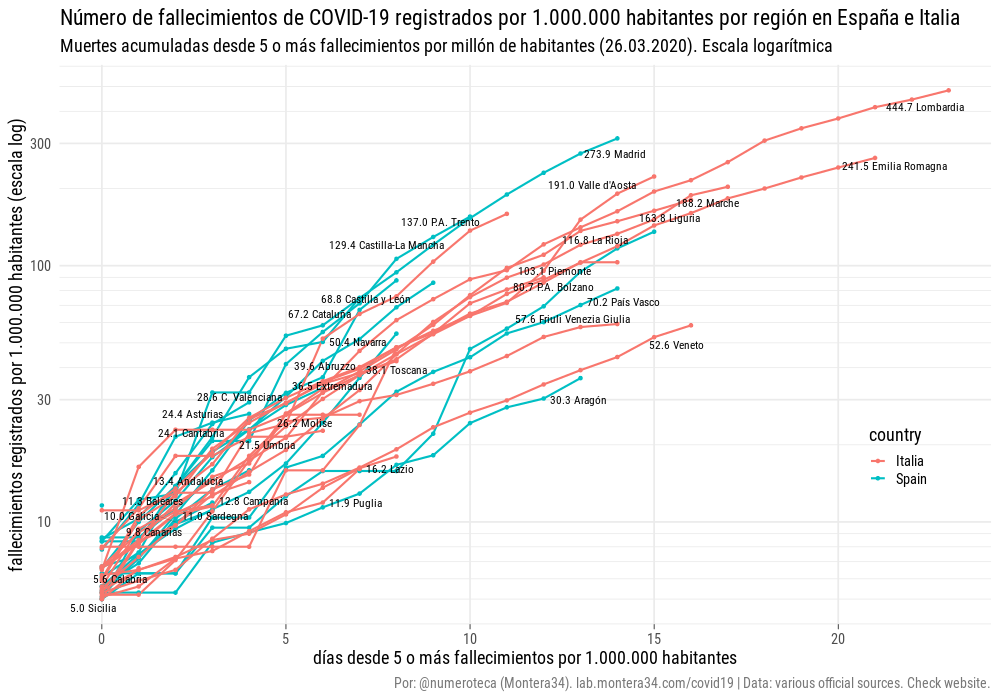 Número de fallecimientos de COVID-19 registrados por 1.000.000 habitantes por región en España e Italia
Muertes acumuladas desde 5 o más fallecimientos por millón de habitantes (26.03.2020). Escala logarítmica
fallecimientos registrados por 1.000.000 habitantes (escala log)
300
100
30
10
444.7 Lombardia
273.9 Madrid
241.5 Emilia Romagna
191.0 Valle d'Aosta
188.2 Marche
137.0 P.A. Trento
163.8 Liguria
129.4 Castilla-La Mancha
116.8 La Rioja
103.1 Piemonte
80.7 P.A. Bolzano
68.8 Castilla y León
70.2 País Vasco
67.2 Cataluña
57.6 Friuli Venezia Giulia
50.4 Navarra
52.6 Veneto
39.6 Abruzzo
38.1 Toscana
36.5 Extremadura
28.6 C. Valenciana
30.3 Aragón
24.4 Asturias
26.2 Molise
24.1 Cantabria
21.5 Umbria
16.2 Lazio
13.4 Andalucía
11.3 Baleares
12.8 Campania
11.9 Puglia
10.0 Galicia
11.0 Sardegna
9.8 Canarias
5.6 Calabria
5.0 Sicilia
country
Italia
Spain
0
5
10
15
20
días desde 5 o más fallecimientos por 1.000.000 habitantes
Por: @numeroteca (Montera34). lab.montera34.com/covid19 | Data: various official sources. Check website.